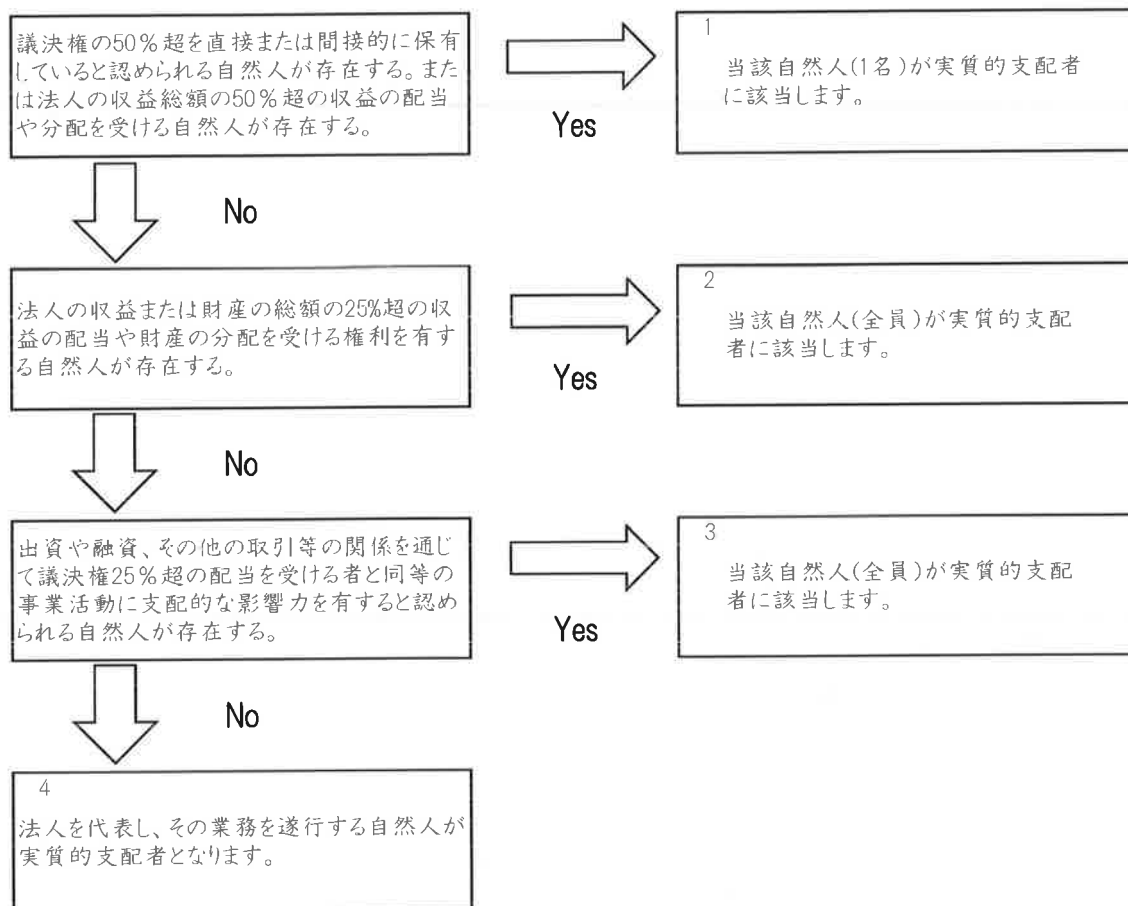 議決権の50%超を直接または間接的に保有
していると認められる自然人が存在する。また
は法人の収益総額の50%超の収益の配当
や分配を受ける自然人が存在する。
Yes
1
当該自然人(1名)が実質的支配者
に該当します。
No
法人の収益または財産の総額の25%超の収
益の配当や財産の分配を受ける権利を有す
る自然人が存在する。
Yes
2
当該自然人(全員)が実質的支配
者に該当します。
No
出資や融資、その他の取引等の関係を通じ
て議決権25%超の配当を受ける者と同等の
事業活動に支配的な影響力を有すると認め
られる自然人が存在する。
Yes
3
当該自然人(全員)が実質的支配
者に該当します。
No
4
法人を代表し、その業務を遂行する自然人が
実質的支配者となります。